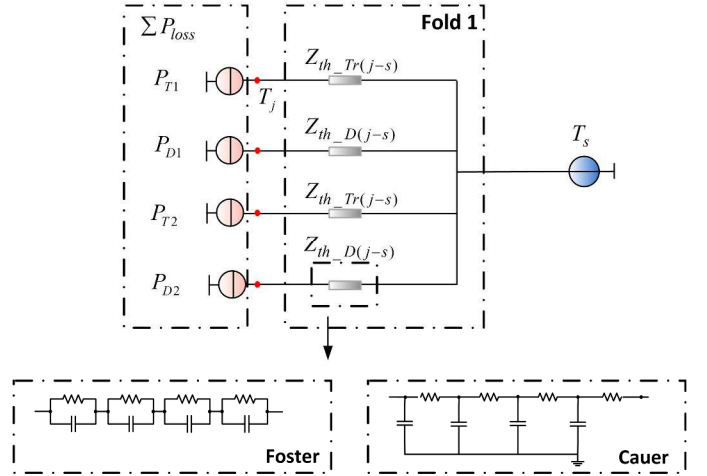 ∑P_loss
Fold 1
P_T1
Z_th_Tr(j−s)
T_j
P_D1
Z_th_D(j−s)
T_s
P_T2
Z_th_Tr(j−s)
P_D2
Z_th_D(j−s)
Foster
Cauer